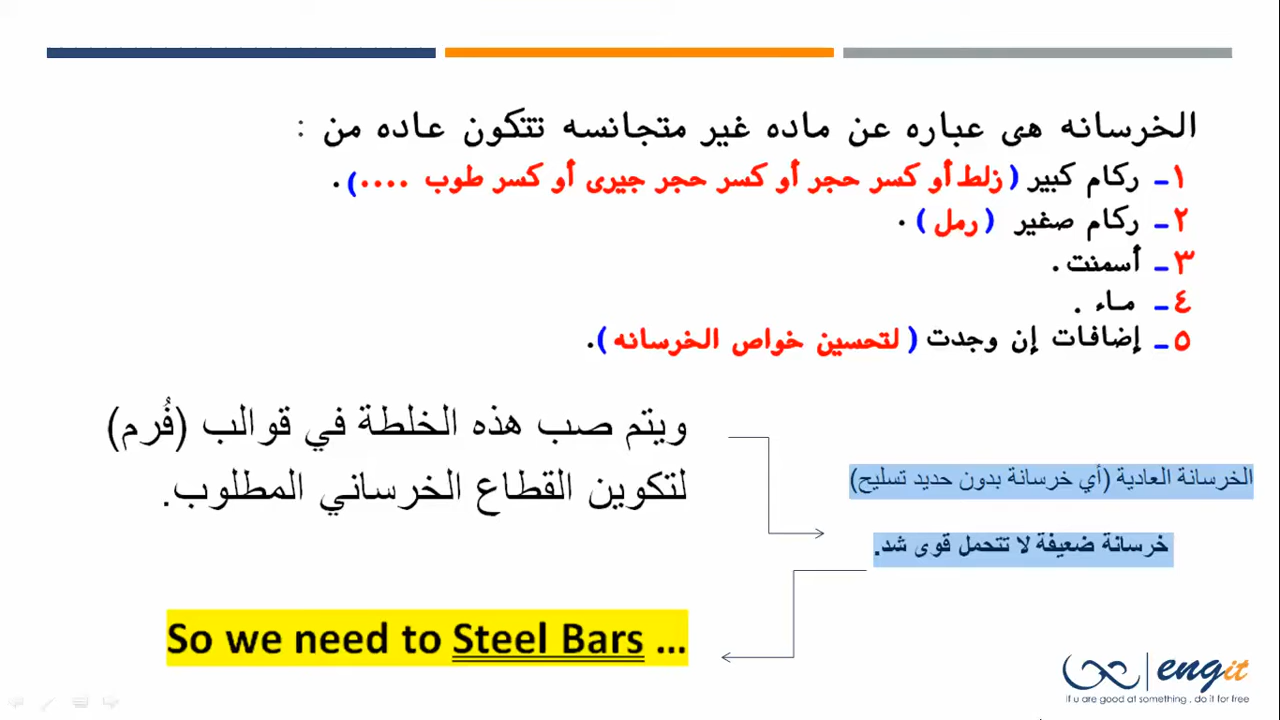 الخرسانه هى عباره عن ماده غير متجانسه تتكون عاده من :
١- ركام كبير (زلط أو كسر حجر أو كسر حجر جيرى أو كسر طوب ....).
٢- ركام صغير (رمل).
٣- أسمنت.
٤- ماء .
٥- إضافات إن وجدت (لتحسين خواص الخرسانه).
ويتم صب هذه الخلطة في قوالب (فُرم)
لتكوين القطاع الخرساني المطلوب.
الخرسانة العادية (أي خرسانة بدون حديد تسليح)
خرسانة ضعيفة لا تتحمل قوى شد.
So we need to Steel Bars ...
engit
if u are good at something , do it for free